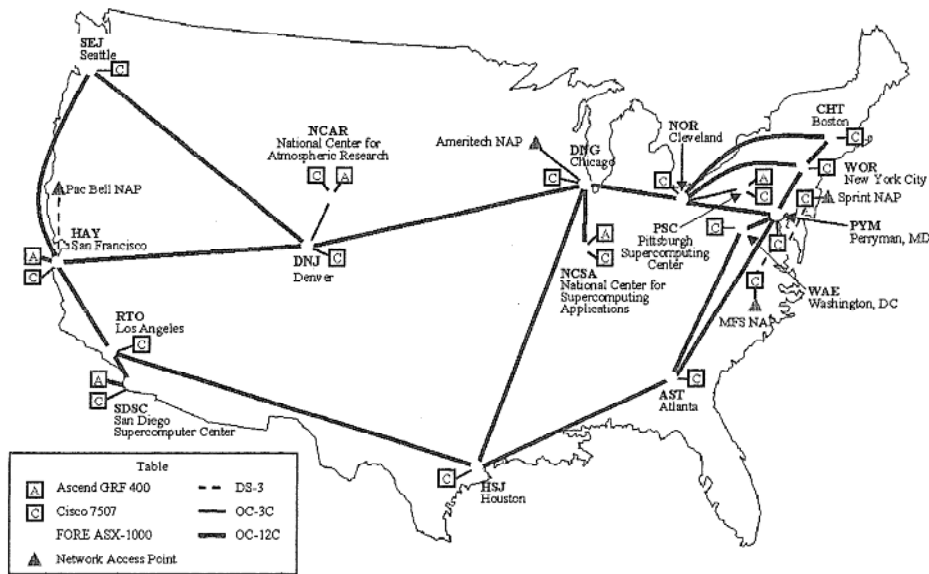 SEJ
Seattle
C
NCAR
National Center for
Atmospheric Research
C
A
Ameritech NAP
DNG
Chicago
C
NOR
Cleveland
C
CHT
Boston
C
WOR
New York City
C
A
C
C
Sprint NAP
PYM
Perryman, MD
Pac Bell NAP
HAY
San Francisco
A
C
DNJ
Denver
C
PSC
Pittsburgh
Supercomputing
Center
C
C
NCSA
National Center for
Supercomputing
Applications
A
C
WAE
Washington, DC
C
MFS NAP
RTO
Los Angeles
C
A
C
SDSC
San Diego
Supercomputer Center
AST
Atlanta
C
C
HSJ
Houston
Table
A Ascend GRF 400
C Cisco 7507
FORE ASX-1000
Network Access Point
DS-3
OC-3C
OC-12C